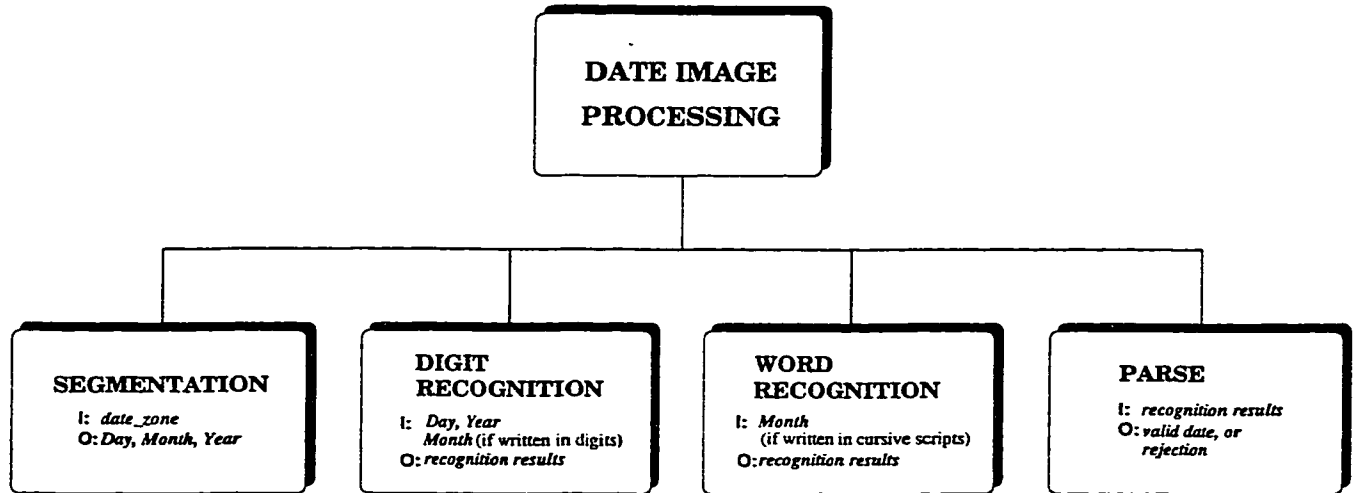 DATE IMAGE
PROCESSING
SEGMENTATION
I: date_zone
O: Day, Month, Year
DIGIT
RECOGNITION
I: Day, Year
Month (if written in digits)
O: recognition results
WORD
RECOGNITION
I: Month
(if written in cursive scripts)
O: recognition results
PARSE
I: recognition results
O: valid date, or
rejection